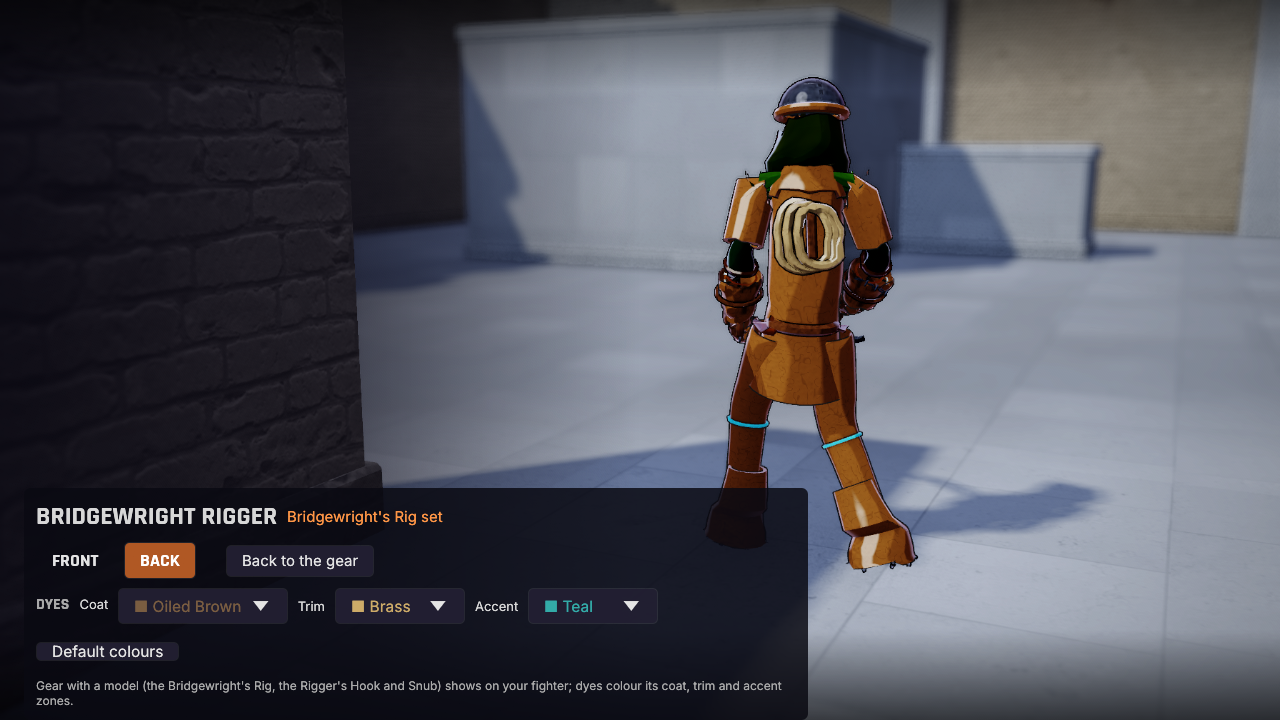 BRIDGEWRIGHT RIGGER Bridgewright's Rig set
FRONT BACK Back to the gear
DYES Coat Oiled Brown Trim Brass Accent Teal
Default colours
Gear with a model (the Bridgewright's Rig, the Rigger's Hook and Snub) shows on your fighter; dyes colour its coat, trim and accent
zones.